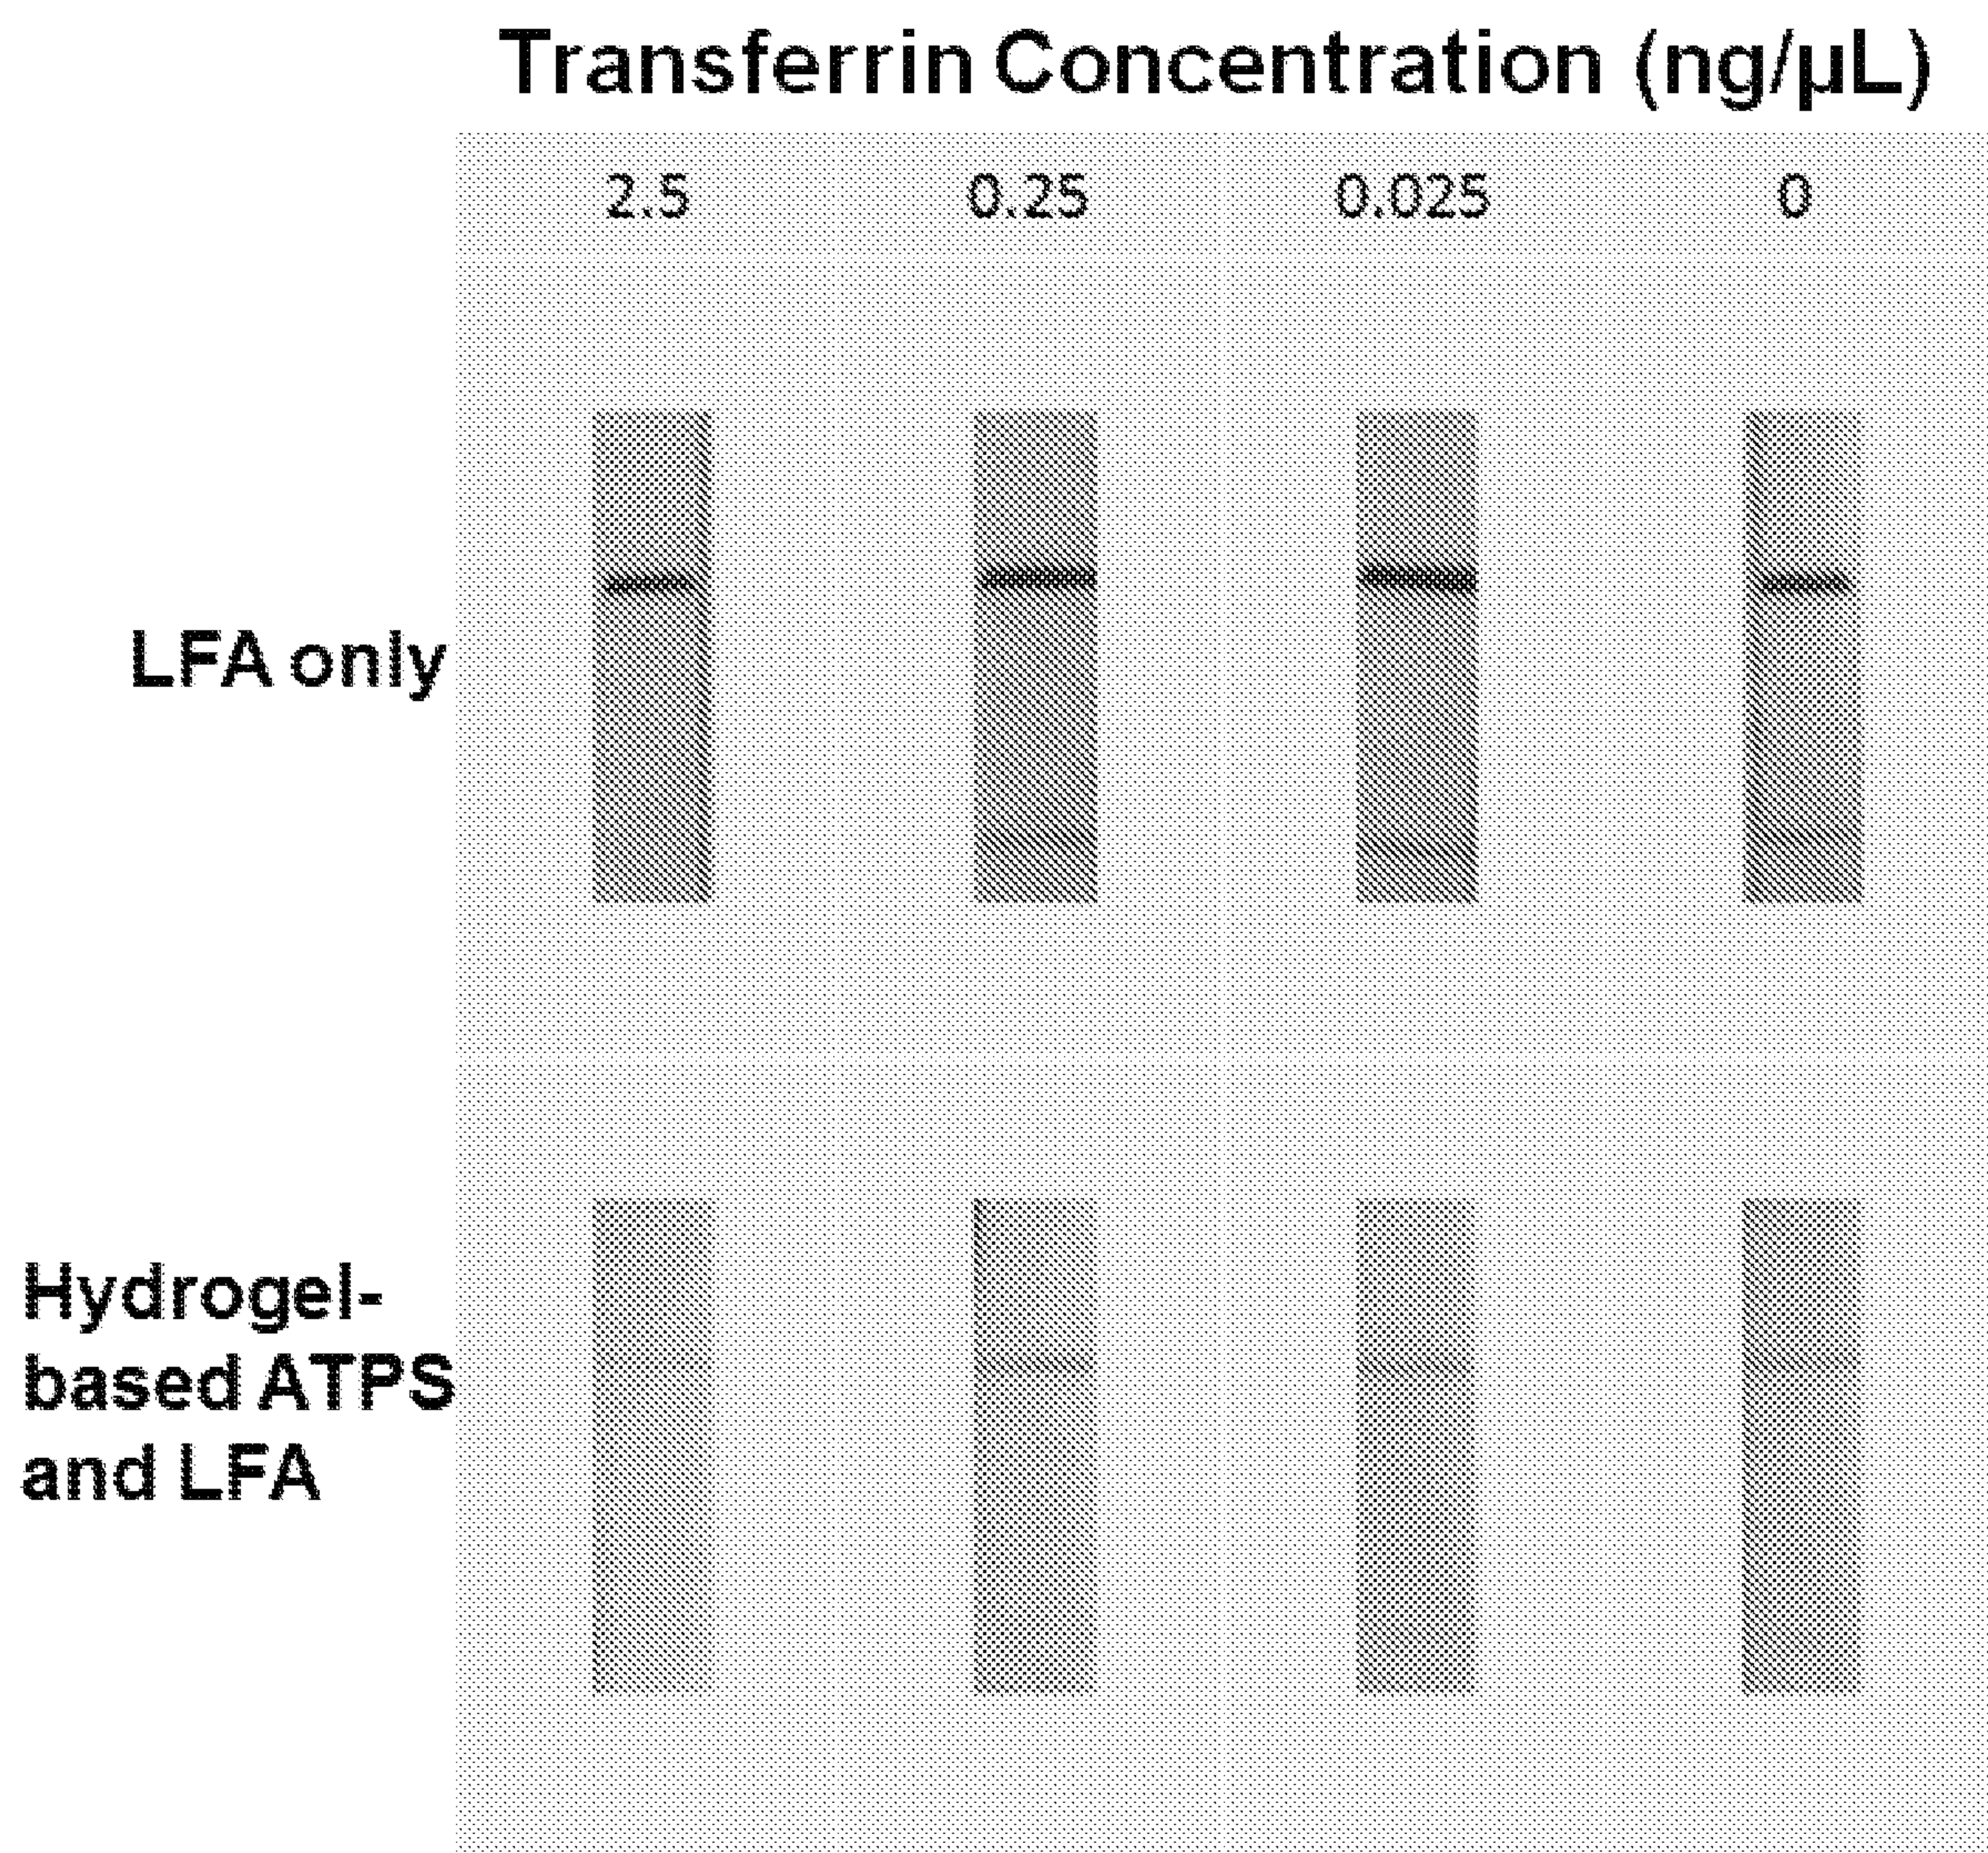 Transferrin Concentration (ng/µL)
2.5 0.25 0.025 0
LFA only
Hydrogel-
based ATPS
and LFA